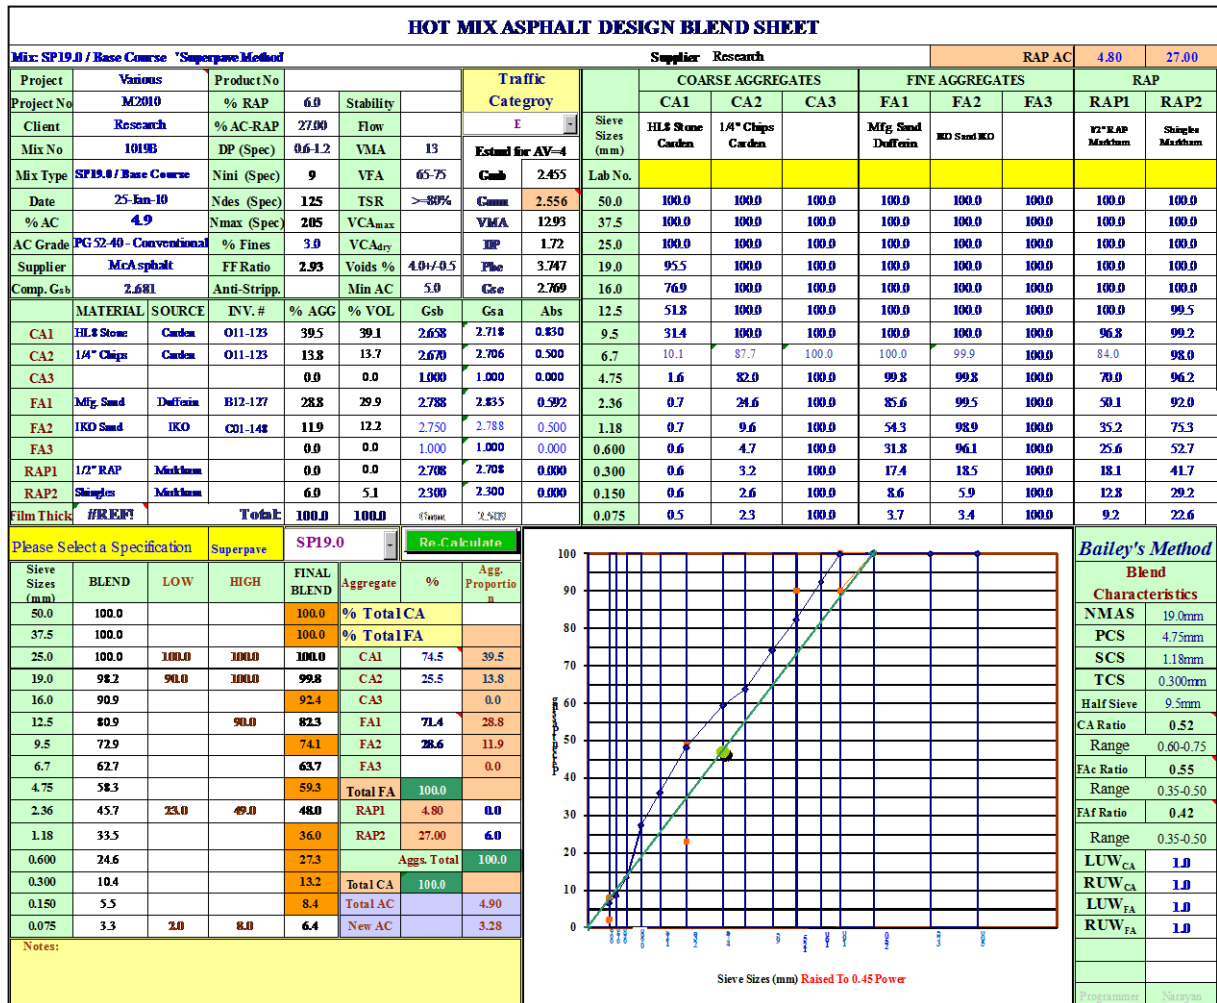 HOT MIX ASPHALT DESIGN BLEND SHEET
Mix: SP19.0 / Base Course 'Superpave Method Supplier Research RAP AC 4.80 27.00
Project Various Product No Traffic Categroy COARSE AGGREGATES FINE AGGREGATES RAP
Project No M2010 % RAP 6.0 Stability CA1 CA2 CA3 FA1 FA2 FA3 RAP1 RAP2
Client Research % AC-RAP 27.00 Flow E Sieve Sizes (mm) HL8 Stone Carden 1/4" Chips Carden Mfg. Sand Dufferin IKO Sand IKO 1/2" RAP Markham Shingles Markham
Mix No 1019B DP (Spec) 0.6-1.2 VMA 13 Estmd for AV=4
Mix Type SP19.0 / Base Course Nini (Spec) 9 VFA 65-75 Gmb 2.455 Lab No.
Date 25-Jan-10 Ndes (Spec) 125 TSR >=80% Gmm 2.556 50.0 100.0 100.0 100.0 100.0 100.0 100.0 100.0 100.0
% AC 4.9 Nmax (Spec) 205 VCAmax VMA 12.93 37.5 100.0 100.0 100.0 100.0 100.0 100.0 100.0 100.0
AC Grade PG 52-40 - Conventional % Fines 3.0 VCAdry DP 1.72 25.0 100.0 100.0 100.0 100.0 100.0 100.0 100.0 100.0
Supplier McAsphalt FF Ratio 2.93 Voids % 4.0+/-0.5 Pbe 3.747 19.0 95.5 100.0 100.0 100.0 100.0 100.0 100.0 100.0
Comp. Gsb 2.681 Anti-Stripp. Min AC 5.0 Gse 2.769 16.0 76.9 100.0 100.0 100.0 100.0 100.0 100.0 100.0
MATERIAL SOURCE INV. # % AGG % VOL Gsb Gsa Abs 12.5 51.8 100.0 100.0 100.0 100.0 100.0 100.0 99.5
CA1 HL8 Stone Carden O11-123 39.5 39.1 2.658 2.718 0.830 9.5 31.4 100.0 100.0 100.0 100.0 100.0 96.8 99.2
CA2 1/4" Chips Carden O11-123 13.8 13.7 2.670 2.706 0.500 6.7 10.1 87.7 100.0 100.0 99.9 100.0 84.0 98.0
CA3 0.0 0.0 1.000 1.000 0.000 4.75 1.6 82.0 100.0 99.8 99.8 100.0 70.0 96.2
FA1 Mfg. Sand Dufferin B12-127 28.8 29.9 2.788 2.835 0.592 2.36 0.7 24.6 100.0 85.6 99.5 100.0 50.1 92.0
FA2 IKO Sand IKO C01-148 11.9 12.2 2.750 2.788 0.500 1.18 0.7 9.6 100.0 54.3 98.9 100.0 35.2 75.3
FA3 0.0 0.0 1.000 1.000 0.000 0.600 0.6 4.7 100.0 31.8 96.1 100.0 25.6 52.7
RAP1 1/2" RAP Markham 0.0 0.0 2.708 2.708 0.000 0.300 0.6 3.2 100.0 17.4 18.5 100.0 18.1 41.7
RAP2 Shingles Markham 6.0 5.1 2.300 2.300 0.000 0.150 0.6 2.6 100.0 8.6 5.9 100.0 12.8 29.2
Film Thick #REF! Total: 100.0 100.0 Gmm 0.075 0.5 2.3 100.0 3.7 3.4 100.0 9.2 22.6
Please Select a Specification Superpave SP19.0 Re-Calculate
Sieve Sizes (mm) BLEND LOW HIGH FINAL BLEND Aggregate % Agg. Proportio n
50.0 100.0 100.0 % Total CA
37.5 100.0 100.0 % Total FA
25.0 100.0 100.0 100.0 100.0 CA1 74.5 39.5
19.0 98.2 90.0 100.0 99.8 CA2 25.5 13.8
16.0 90.9 92.4 CA3 0.0
12.5 80.9 90.0 82.3 FA1 71.4 28.8
9.5 72.9 74.1 FA2 28.6 11.9
6.7 62.7 63.7 FA3 0.0
4.75 58.3 59.3 Total FA 100.0
2.36 45.7 23.0 49.0 48.0 RAP1 4.80 0.0
1.18 33.5 36.0 RAP2 27.00 6.0
0.600 24.6 27.3 Aggs. Total 100.0
0.300 10.4 13.2 Total CA 100.0
0.150 5.5 8.4 Total AC 4.90
0.075 3.3 2.0 8.0 6.4 New AC 3.28
Notes:
100
90
80
70
60
50
40
30
20
10
0
Sieve Sizes (mm) Raised To 0.45 Power
Bailey's Method
Blend
Characteristics
NMAS 19.0mm
PCS 4.75mm
SCS 1.18mm
TCS 0.300mm
Half Sieve 9.5mm
CA Ratio 0.52
Range 0.60-0.75
FAc Ratio 0.55
Range 0.35-0.50
FAf Ratio 0.42
Range 0.35-0.50
LUWCA 1.0
RUWCA 1.0
LUWFA 1.0
RUWFA 1.0
Programmer Narayan